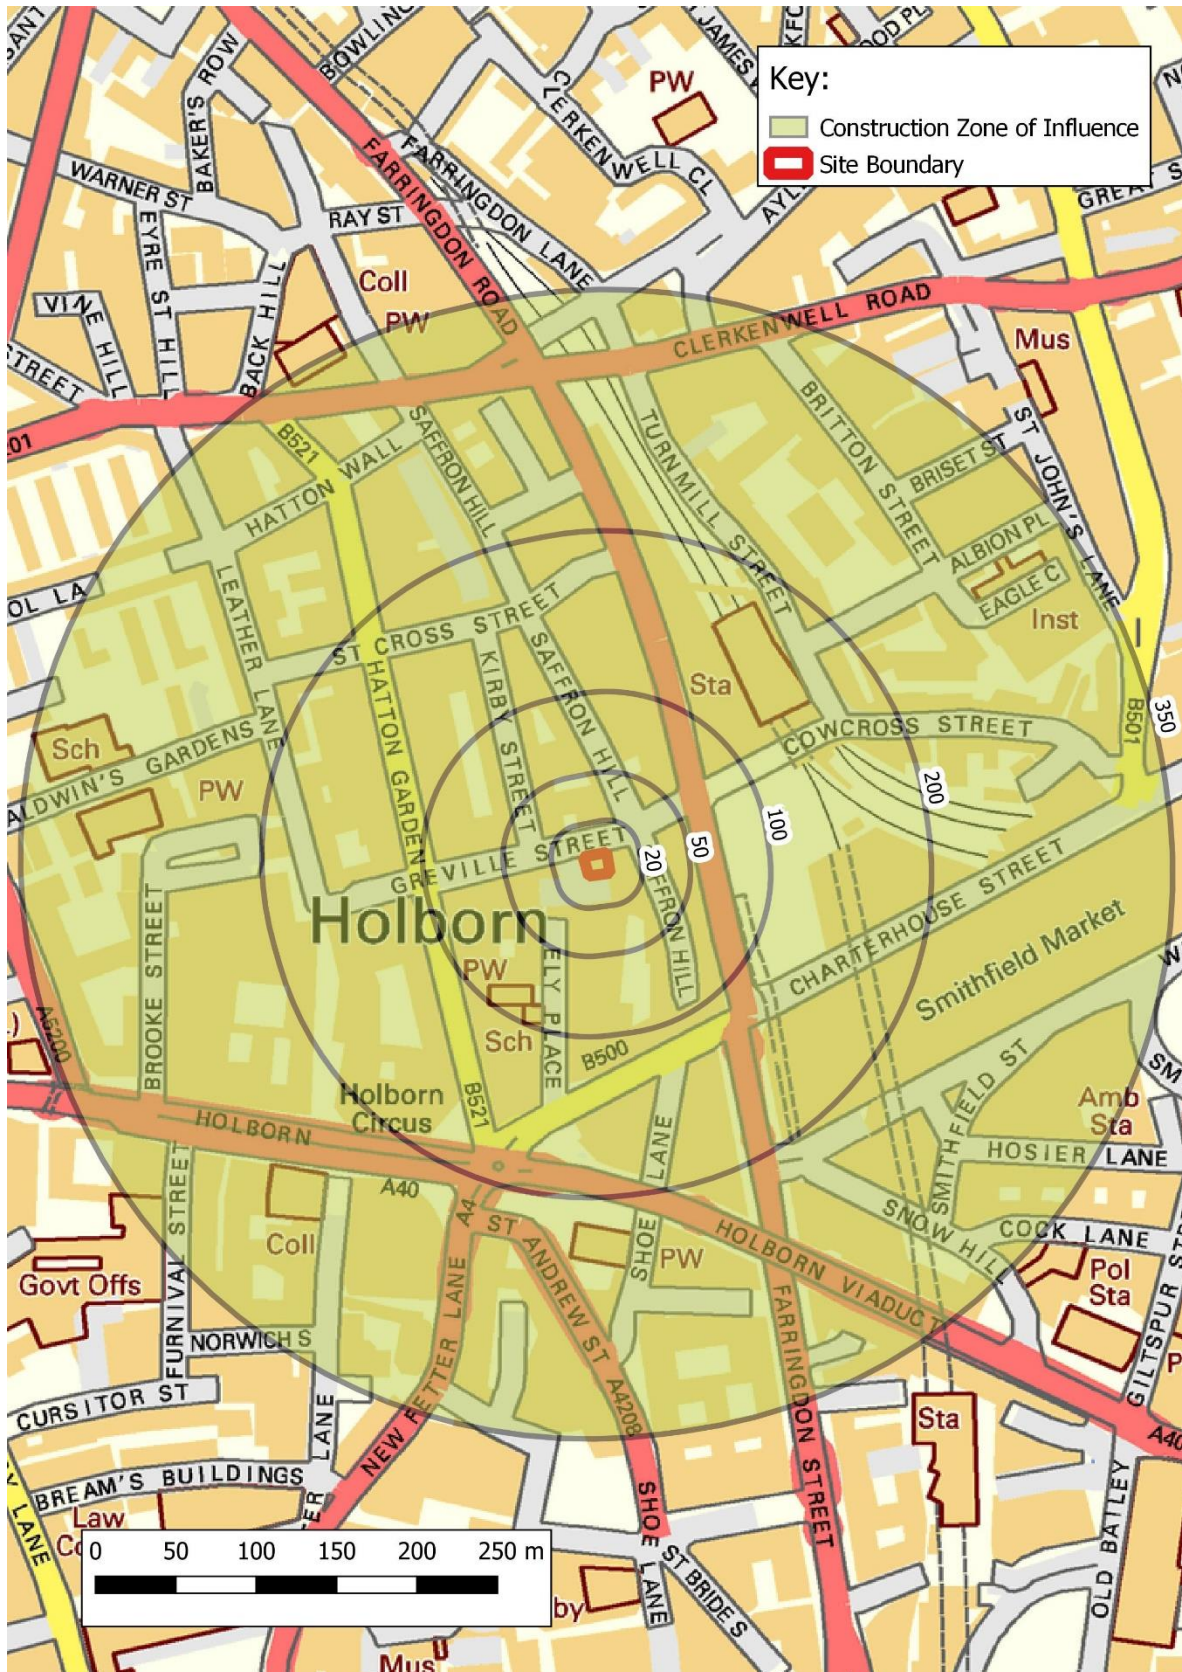 BOWLING
BAKER'S ROW
CLERKENWELL CL
PW
Key:
Construction Zone of Influence
Site Boundary
FARRINGDON LANE
FARRINGDON ROAD
WARNER ST
RAY ST
EYRE ST HILL
BACK HILL
VINE HILL
STREET
Coll
PW
CLERKENWELL ROAD
Mus
B521
HATTON WALL
SAFFRON HILL
TURNMILL STREET
BRITTON STREET
BRISET ST
ST JOHN'S LANE
ALBION PL
EAGLE C
Inst
LEATHER LANE
ST CROSS STREET
HATTON GARDEN
KIRBY STREET
SAFFRON HILL
Sta
COWCROSS STREET
B501
350
Sch
ALDWIN'S GARDENS
PW
200
100
50
20
GREVILLE STREET
FFRON HILL
CHARTERHOUSE STREET
Smithfield Market
Holborn
BROOKE STREET
PW
Sch
ELY PLACE
B500
A5200
Holborn
Circus
B521
HOLBORN
A40
SMITHFIELD ST
Amb
Sta
HOSIER LANE
SNOW HILL
COCK LANE
Pol
Sta
GILTSPUR ST
Coll
A4
ST ANDREW ST
A4208
SHOE LANE
PW
HOLBORN VIADUCT
Govt Offs
FURNIVAL STREET
NORWICH S
NEW FETTER LANE
FARRINGDON STREET
CURSITOR ST
BREAM'S BUILDINGS
Law
LANE
Sta
A40
OLD BAILEY
SHOE LANE
ST BRIDE S
0 50 100 150 200 250 m
by
Mus